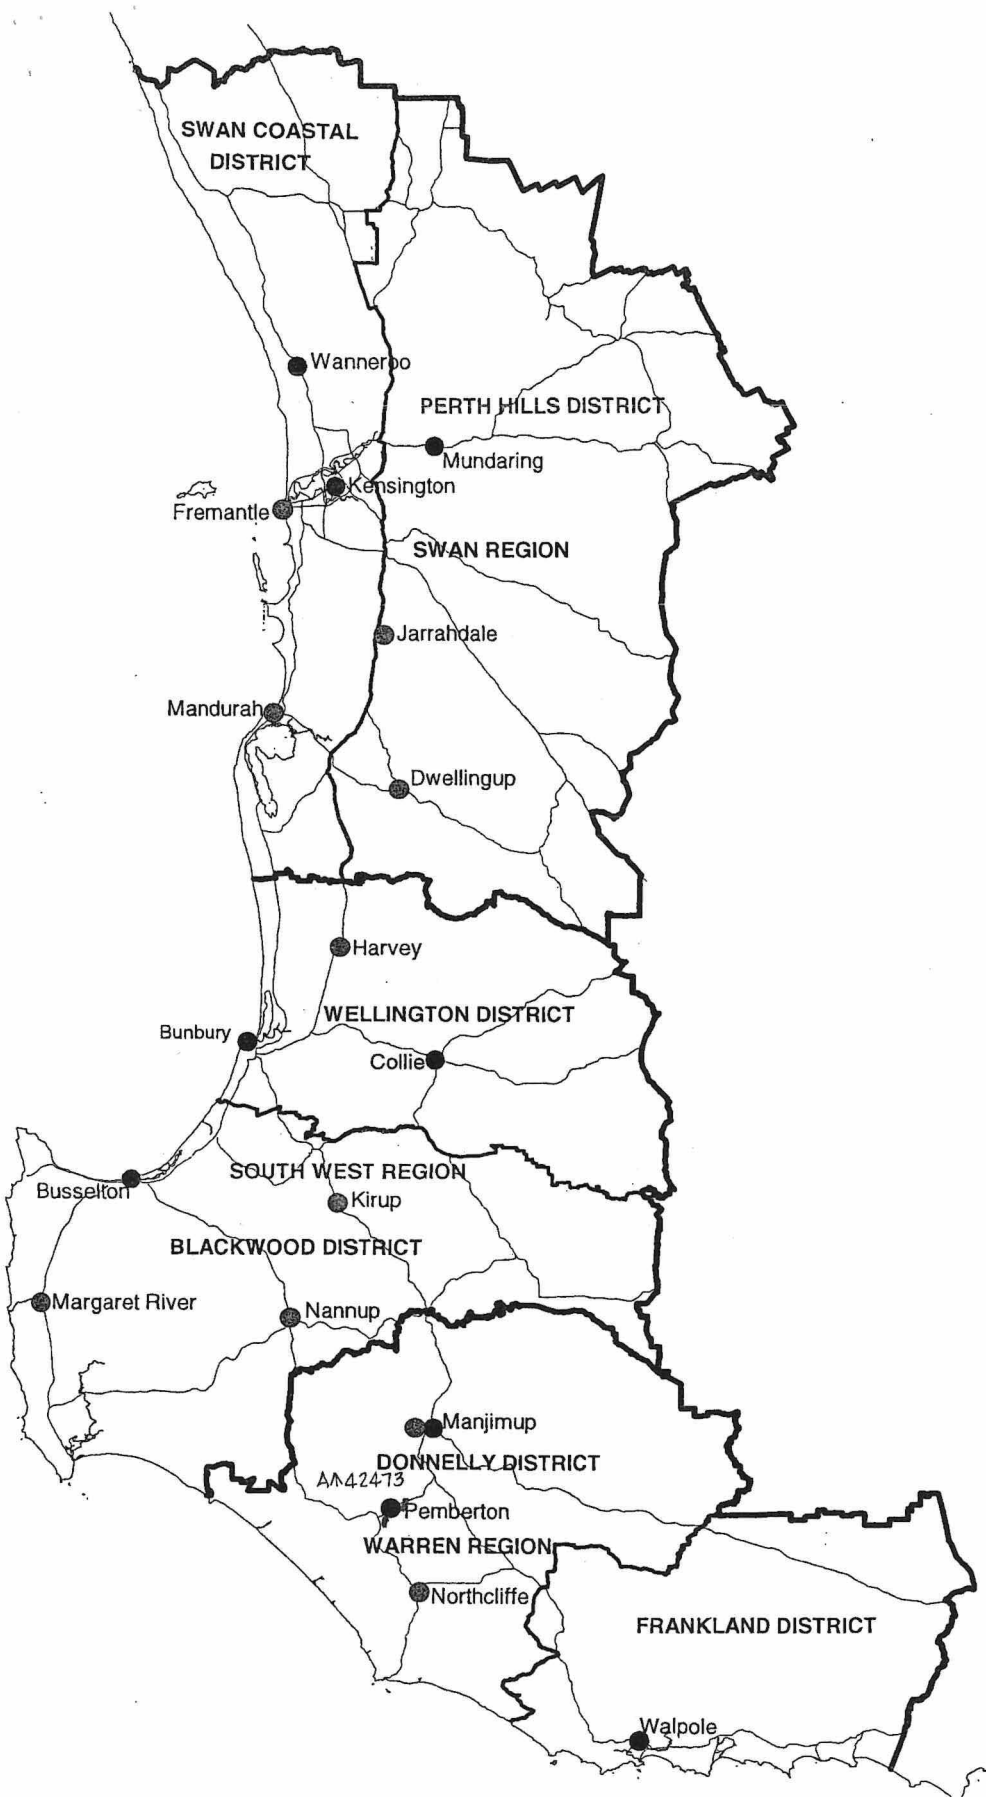 SWAN COASTAL
DISTRICT
Wanneroo
PERTH HILLS DISTRICT
Mundaring
Kensington
Fremantle
SWAN REGION
Jarrahdale
Mandurah
Dwellingup
Harvey
WELLINGTON DISTRICT
Bunbury
Collie
SOUTH WEST REGION
Busselton
Kirup
BLACKWOOD DISTRICT
Margaret River
Nannup
Manjimup
DONNELLY DISTRICT
Pemberton
WARREN REGION
Northcliffe
FRANKLAND DISTRICT
Walpole